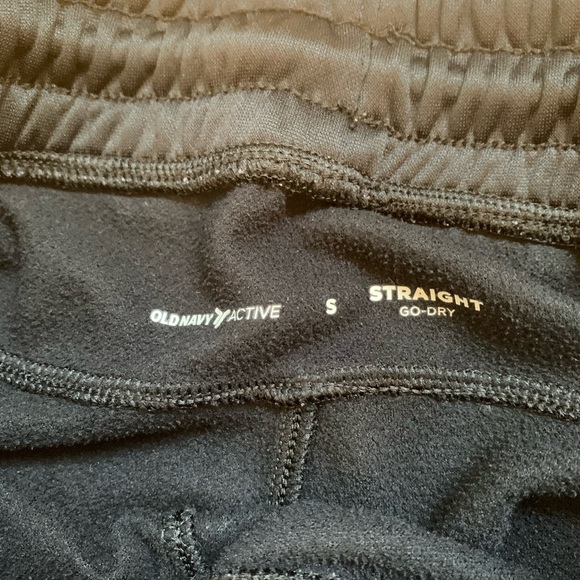 OLD NAVY ACTIVE
S
STRAIGHT
GO-DRY